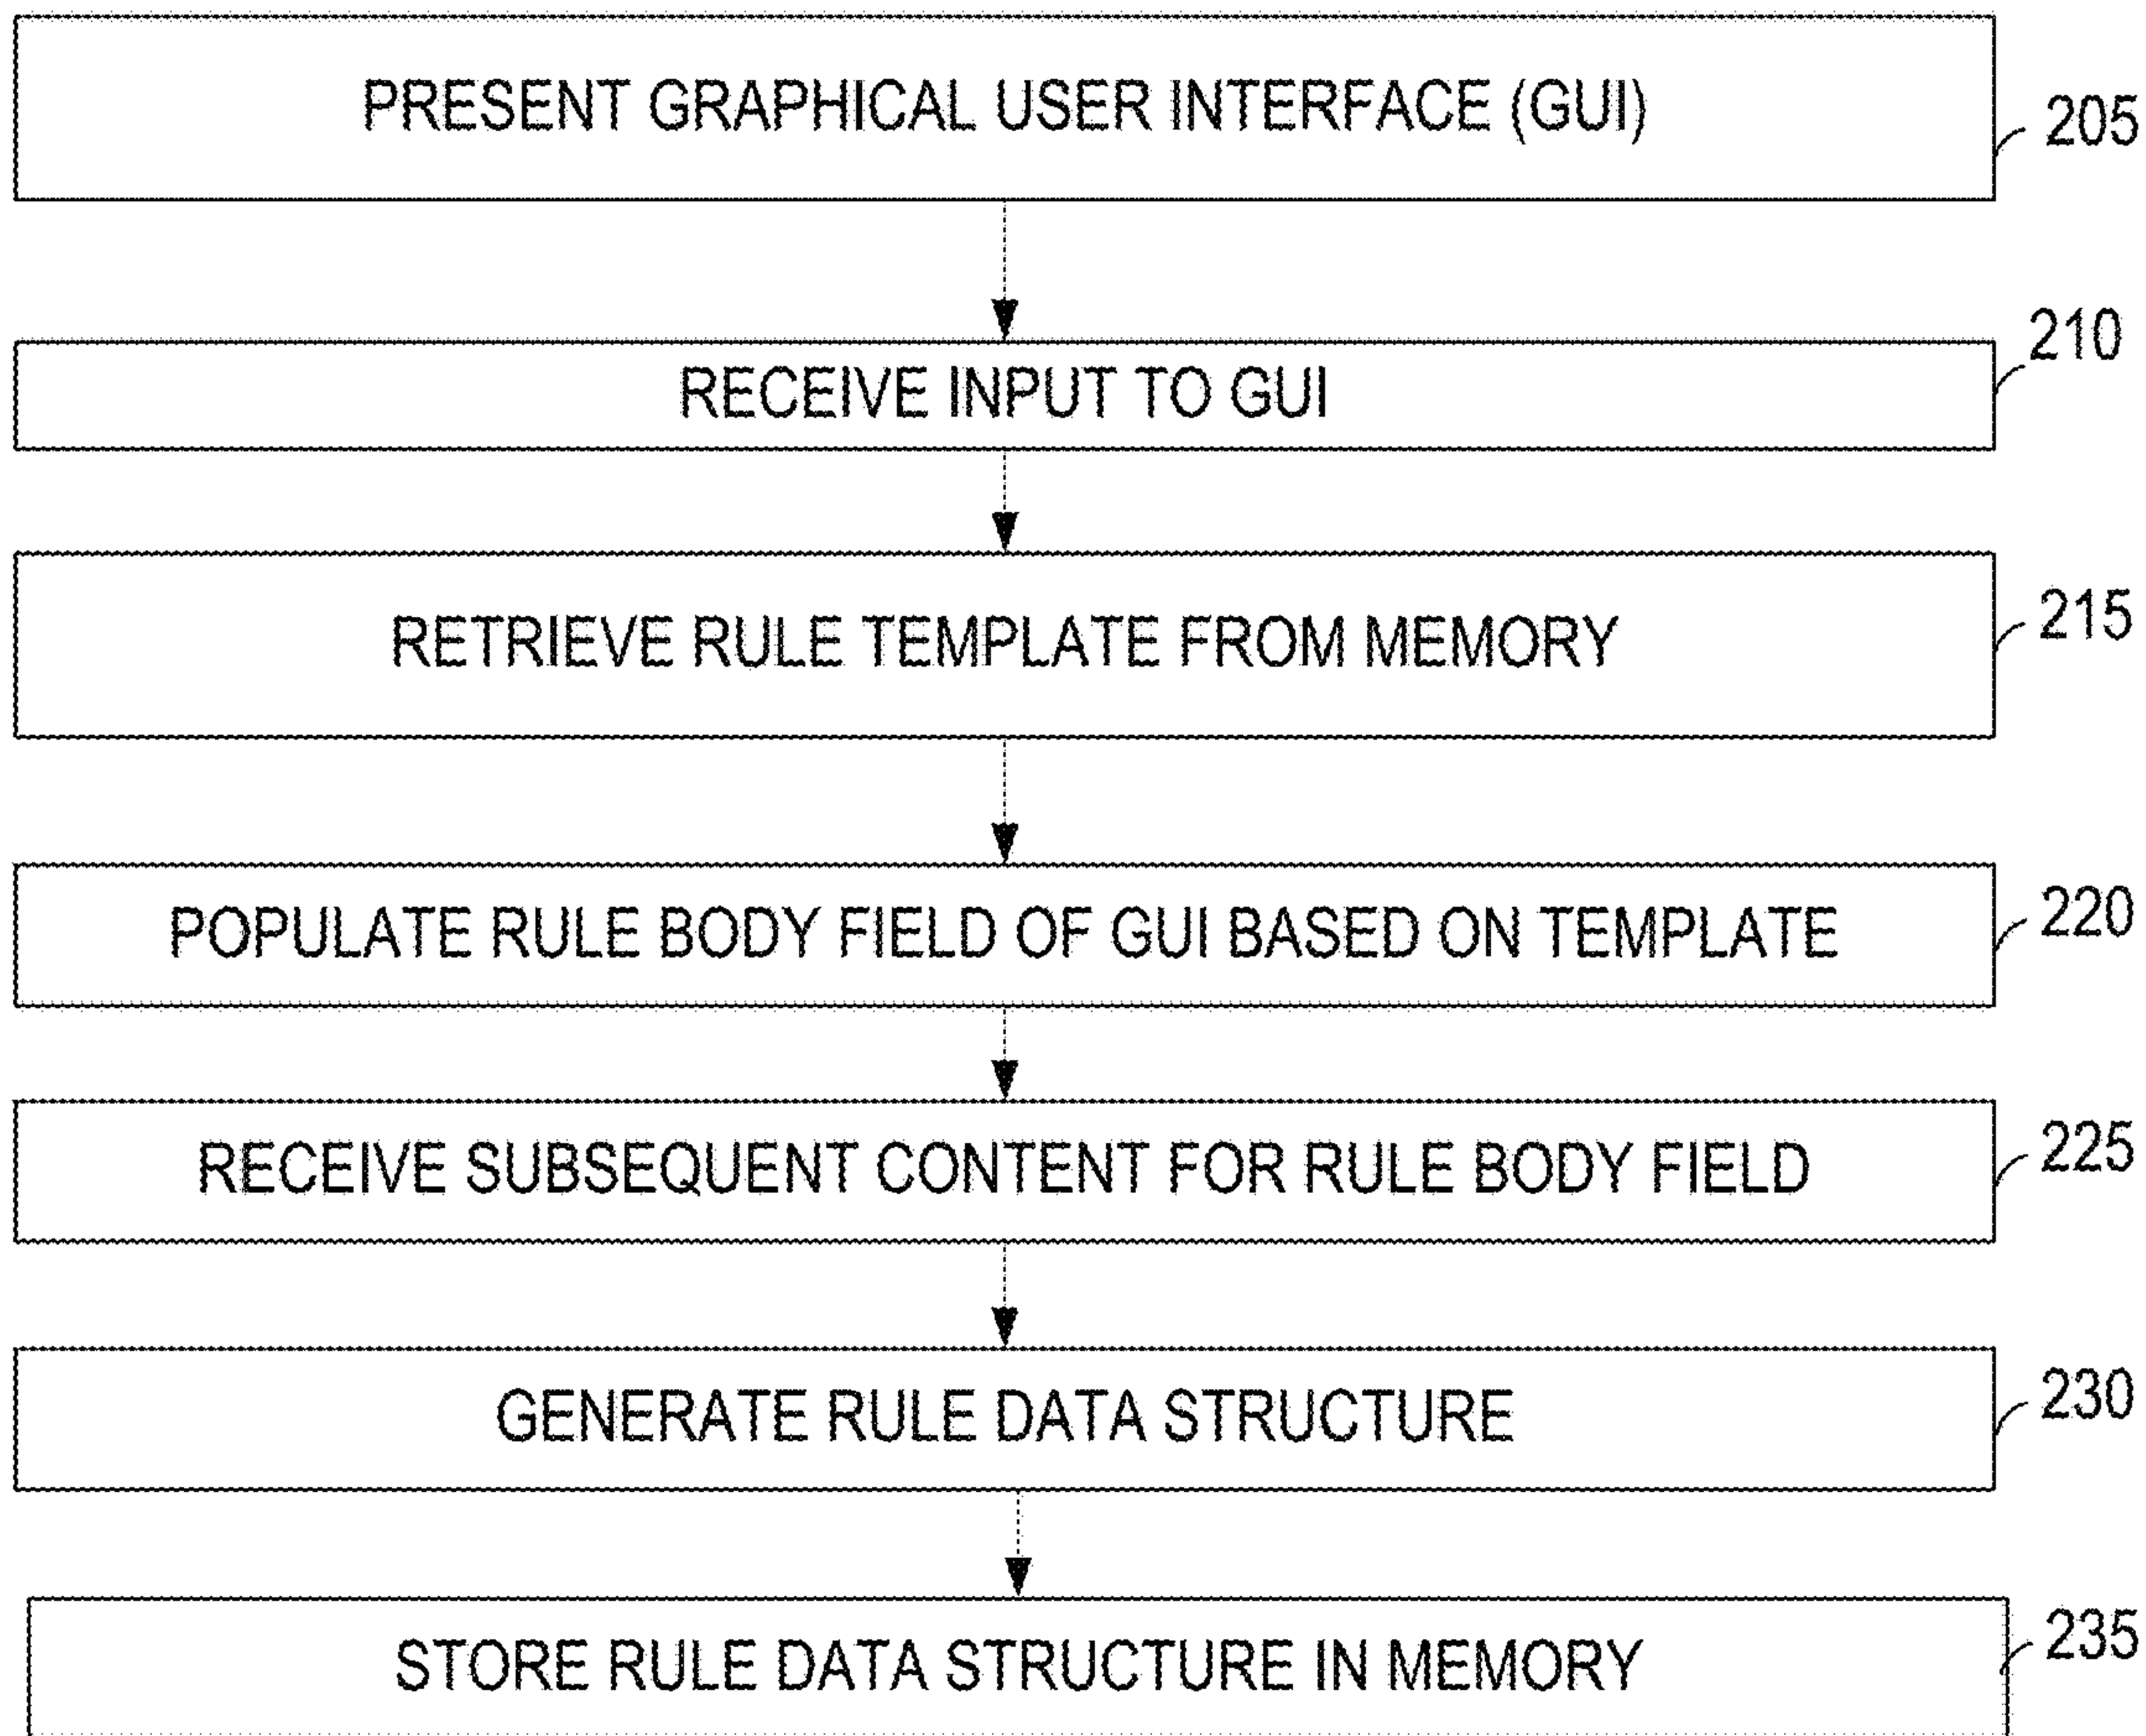 PRESENT GRAPHICAL USER INTERFACE (GUI)
205
RECEIVE INPUT TO GUI
210
RETRIEVE RULE TEMPLATE FROM MEMORY
215
POPULATE RULE BODY FIELD OF GUI BASED ON TEMPLATE
220
RECEIVE SUBSEQUENT CONTENT FOR RULE BODY FIELD
225
GENERATE RULE DATA STRUCTURE
230
STORE RULE DATA STRUCTURE IN MEMORY
235